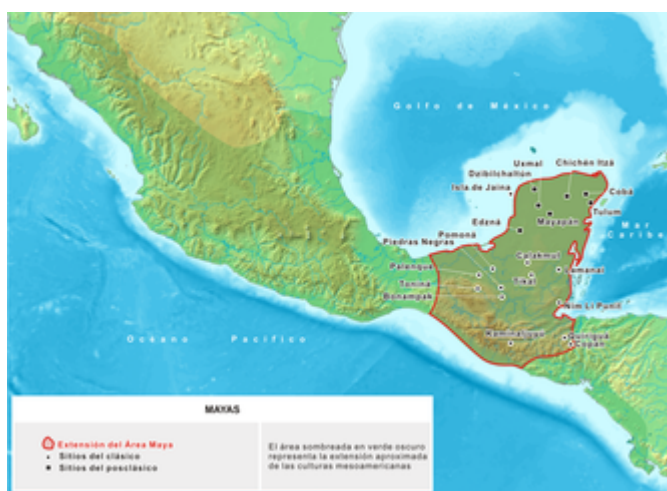 Golfo de México
Chichén Itzá
Uxmal
Dzibilchaltún
Isla de Jaina
Cobá
Tulum
Mayapán
Edzná
Mar
Caribe
Pomoná
Piedras Negras
Calakmul
Palenque
Lamanai
Tikal
Toniná
Bonampak
Nim Li Punit
Océano Pacífico
Kaminaljuyú
Quiriguá
Copán
MAYAS
Extensión del Área Maya
Sitios del clásico
Sitios del posclásico
El área sombreada en verde oscuro
representa la extensión aproximada
de las culturas mesoamericanas